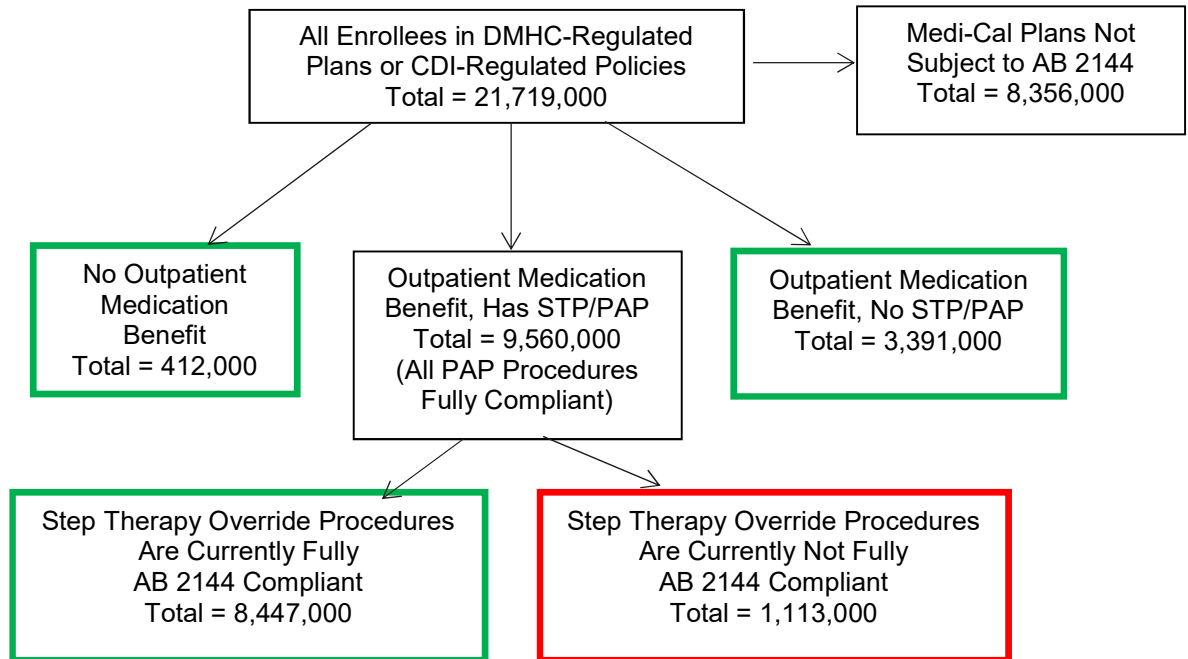 All Enrollees in DMHC-Regulated
Plans or CDI-Regulated Policies
Total = 21,719,000
Medi-Cal Plans Not
Subject to AB 2144
Total = 8,356,000
No Outpatient
Medication
Benefit
Total = 412,000
Outpatient Medication
Benefit, Has STP/PAP
Total = 9,560,000
(All PAP Procedures
Fully Compliant)
Outpatient Medication
Benefit, No STP/PAP
Total = 3,391,000
Step Therapy Override Procedures
Are Currently Fully
AB 2144 Compliant
Total = 8,447,000
Step Therapy Override Procedures
Are Currently Not Fully
AB 2144 Compliant
Total = 1,113,000